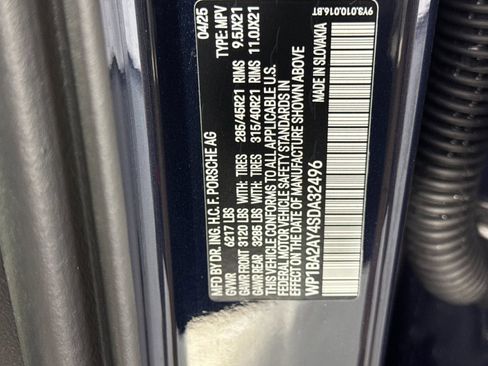 MFD BY DR. ING. H.C. F. PORSCHE AG 04/25
GVWR 6217 LBS TYPE: MPV
GAWR FRONT 3120 LBS WITH: TIRES 285/45R21 RIMS 9.5JX21
GAWR REAR 3286 LBS WITH: TIRES 315/40R21 RIMS 11.0JX21
THIS VEHICLE CONFORMS TO ALL APPLICABLE U.S.
FEDERAL MOTOR VEHICLE SAFETY STANDARDS IN
EFFECT ON THE DATE OF MANUFACTURE SHOWN ABOVE
WP1BA2AY4SDA32496 MADE IN SLOVAKIA
9Y3.010.016.BT